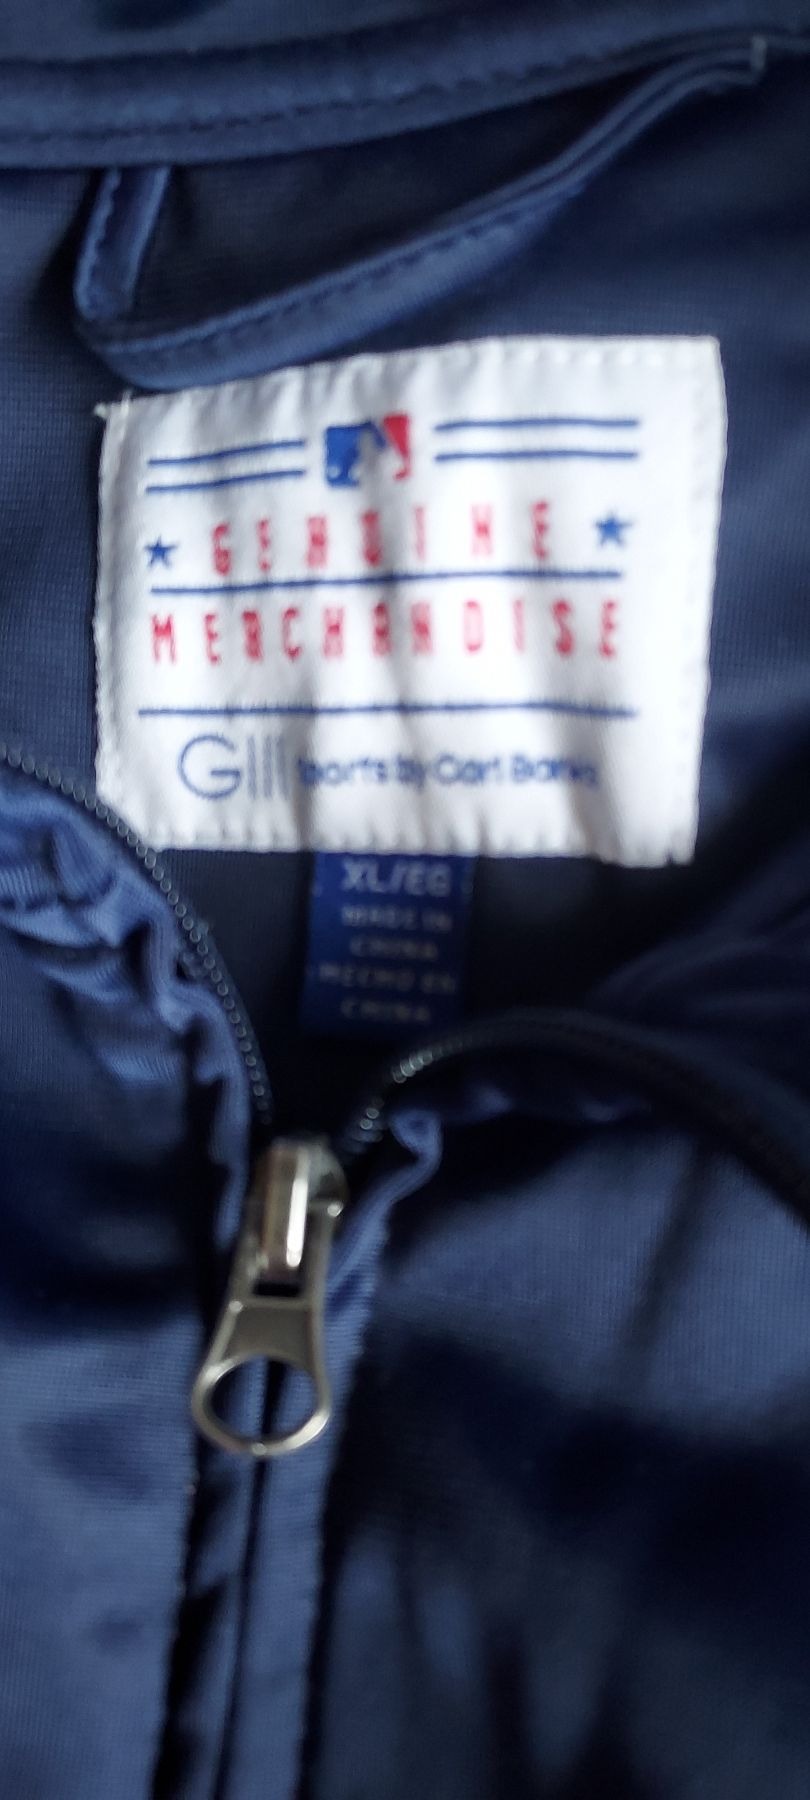 GENUINE
MERCHANDISE
GIII Sports by Carl Banks
XL/EG
MADE IN
CHINA
HECHO EN
CHINA